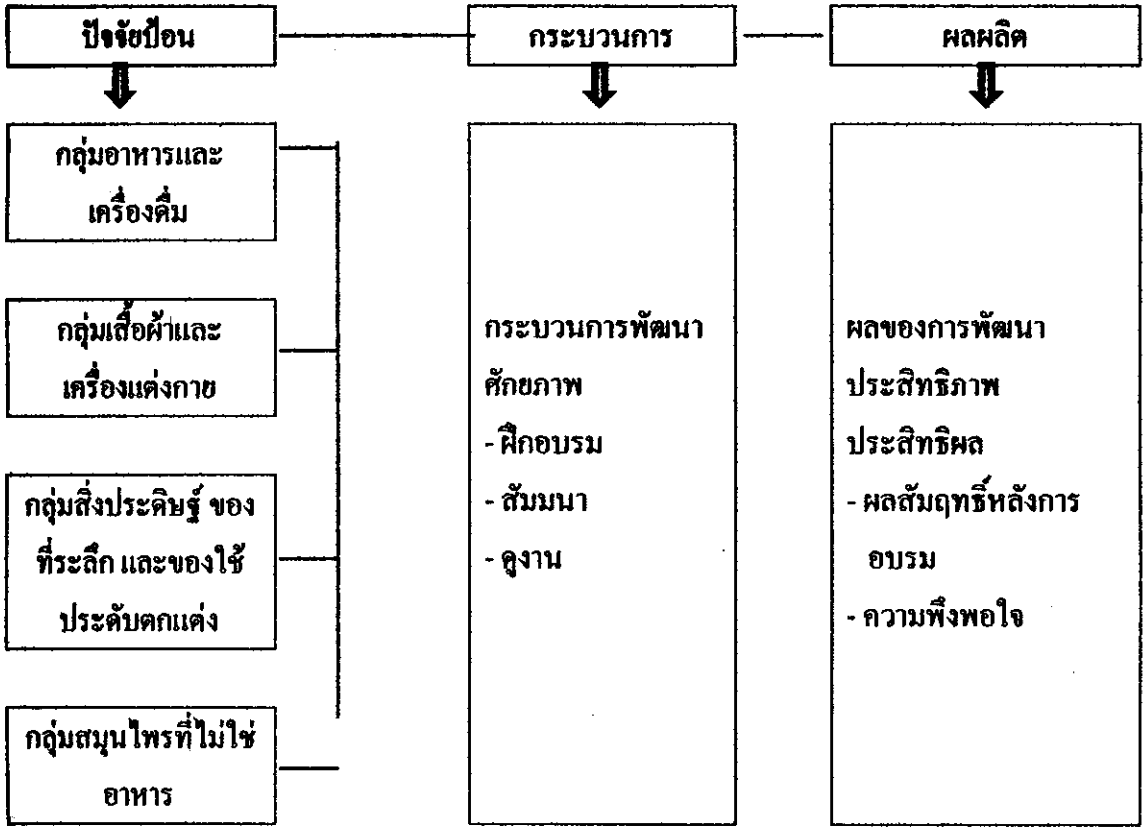 ปัจจัยป้อน
กระบวนการ
ผลผลิต
กลุ่มอาหารและ
เครื่องดื่ม
กลุ่มเสื้อผ้าและ
เครื่องแต่งกาย
กลุ่มสิ่งประดิษฐ์ ของ
ที่ระลึก และของใช้
ประดับตกแต่ง
กลุ่มสมุนไพรที่ไม่ใช่
อาหาร
กระบวนการพัฒนา
ศักยภาพ
- ฝึกอบรม
- สัมมนา
- ดูงาน
ผลของการพัฒนา
ประสิทธิภาพ
ประสิทธิผล
- ผลสัมฤทธิ์หลังการ
อบรม
- ความพึงพอใจ